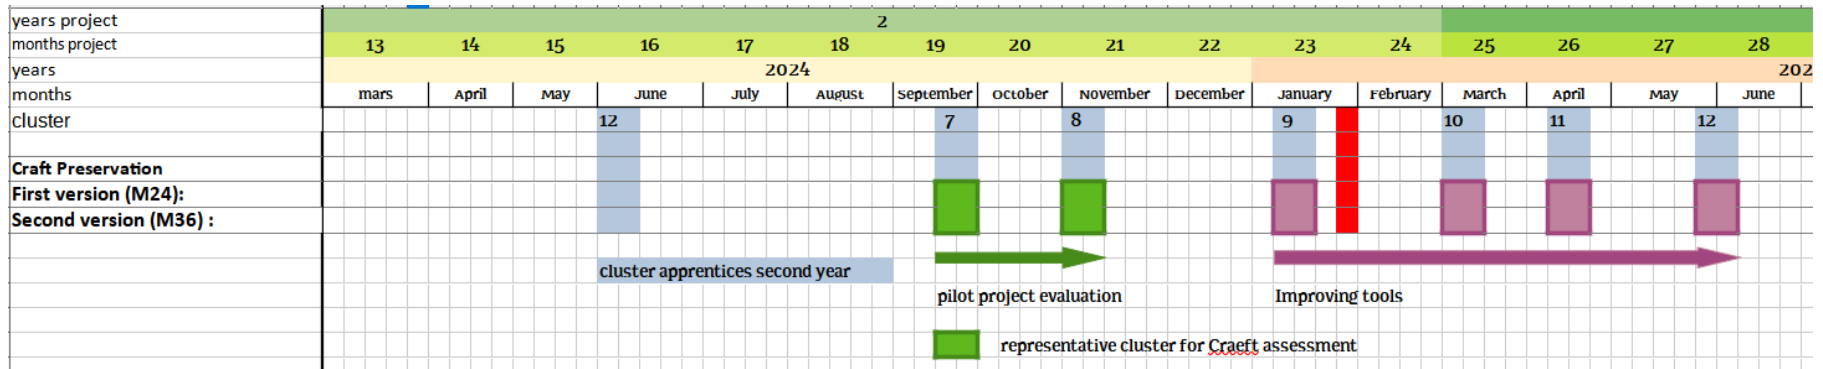 years project 2
months project 13 14 15 16 17 18 19 20 21 22 23 24 25 26 27 28
years 2024 202
months mars April May June July August September October November December January February March April May June
cluster 12 7 8 9 10 11 12
Craft Preservation
First version (M24):
Second version (M36) :
cluster apprentices second year
pilot project evaluation Improving tools
representative cluster for Craeft assessment